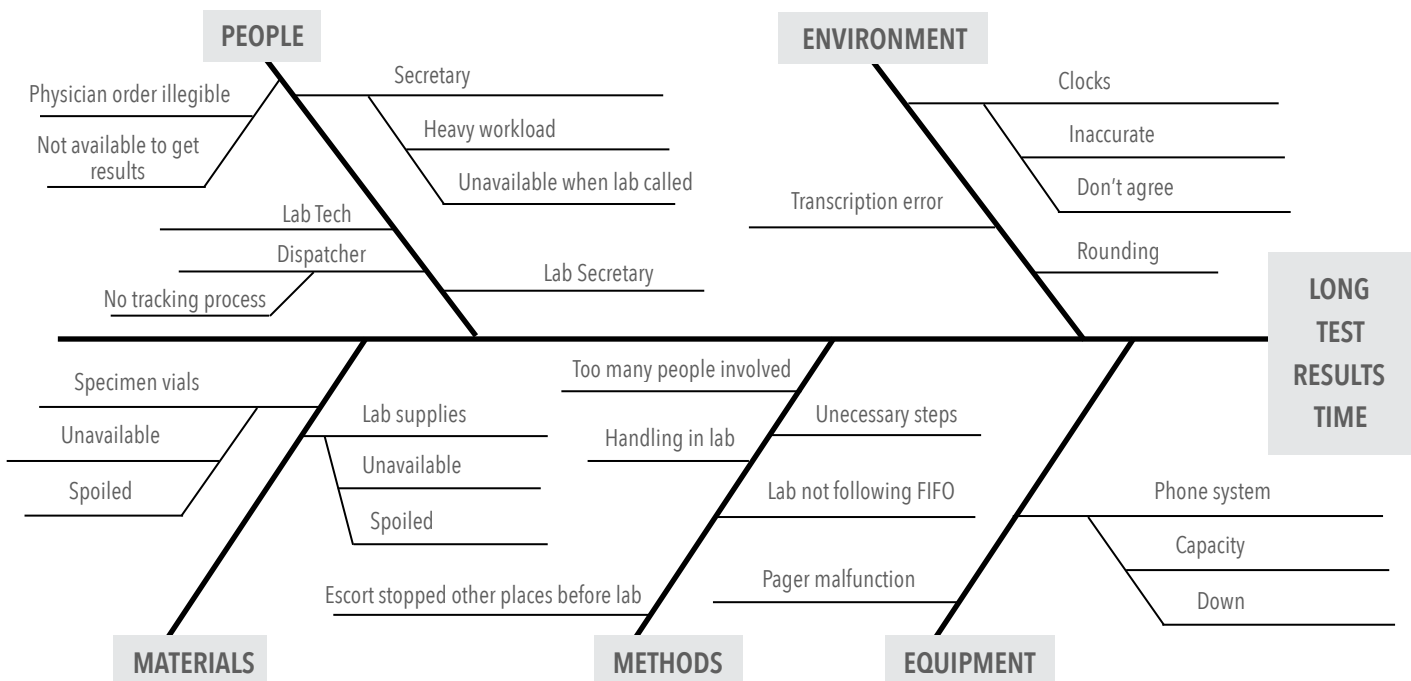 PEOPLE
Physician order illegible
Not available to get
results
Secretary
Heavy workload
Unavailable when lab called
Lab Tech
Dispatcher
No tracking process
Lab Secretary
ENVIRONMENT
Clocks
Inaccurate
Don't agree
Transcription error
Rounding
LONG
TEST
RESULTS
TIME
Specimen vials
Unavailable
Spoiled
Lab supplies
Unavailable
Spoiled
MATERIALS
Too many people involved
Unecessary steps
Handling in lab
Lab not following FIFO
Escort stopped other places before lab
METHODS
Phone system
Capacity
Down
Pager malfunction
EQUIPMENT